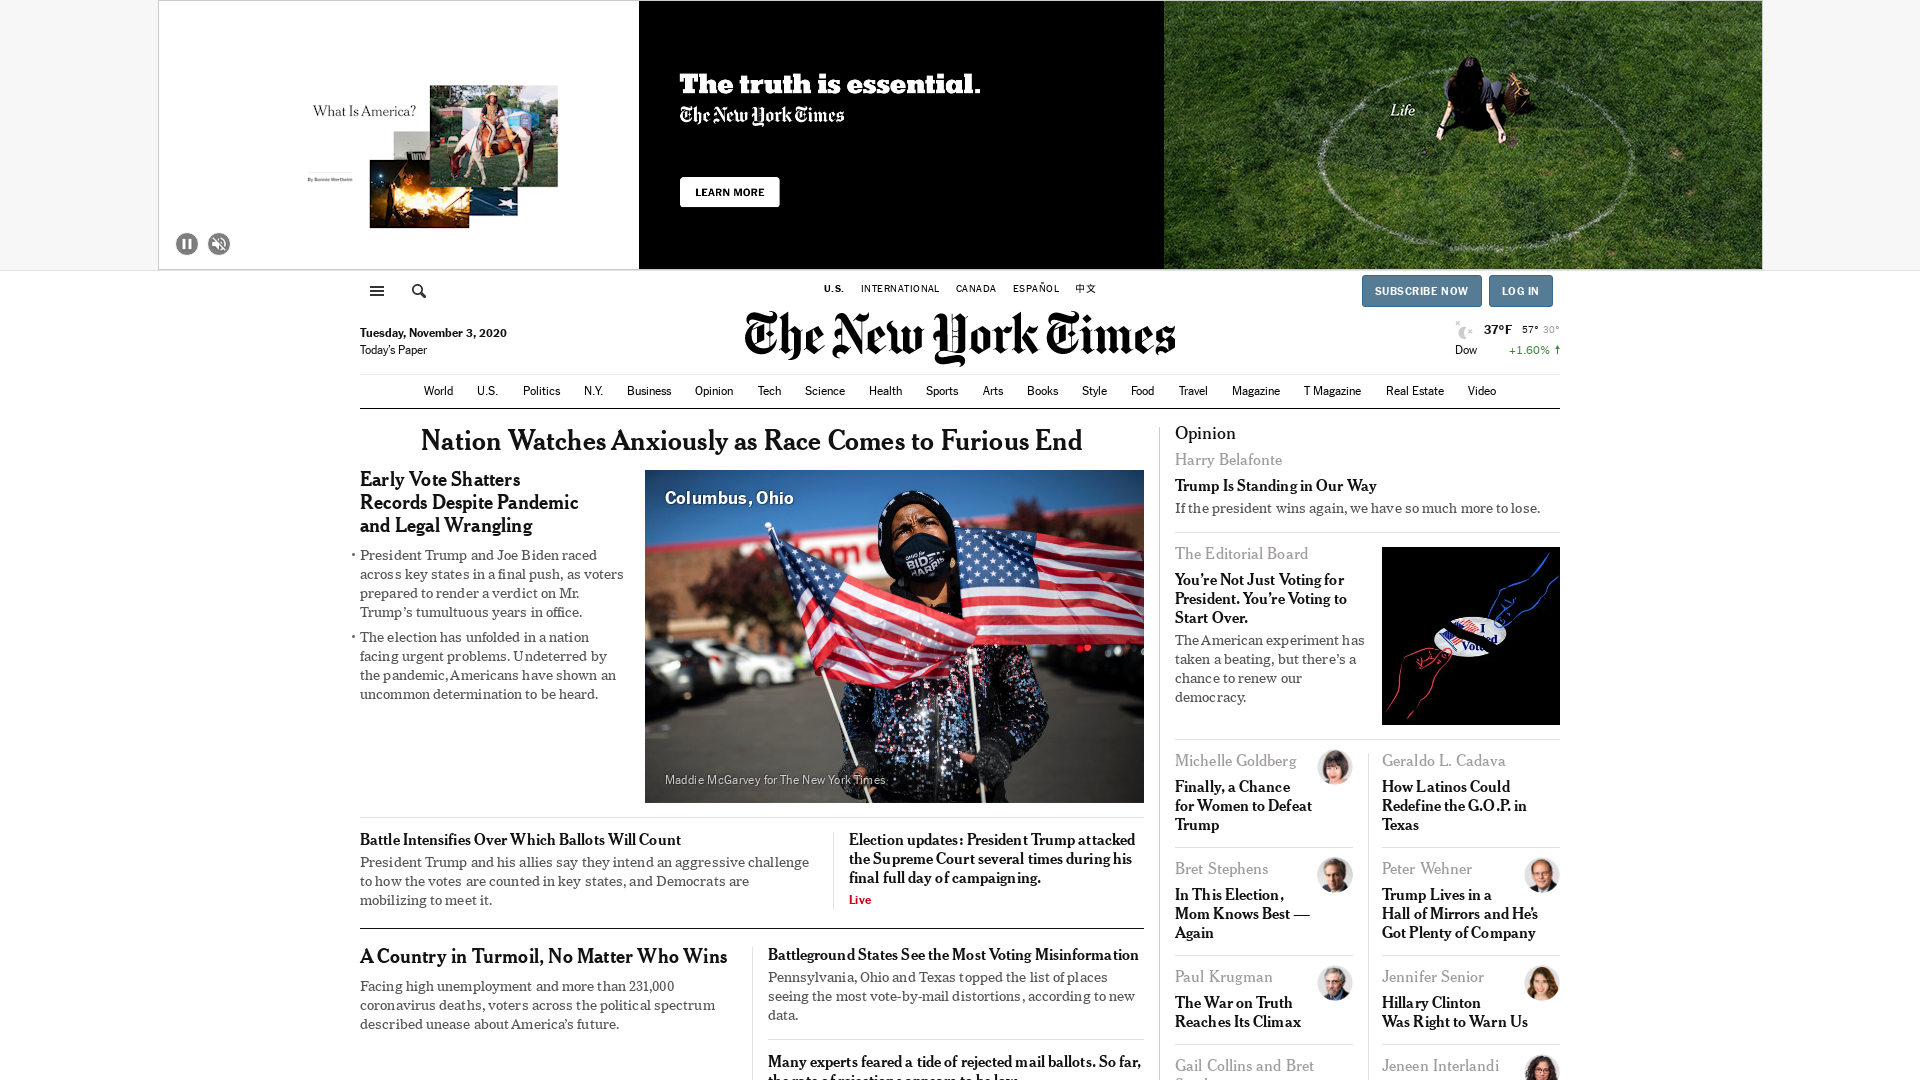 What Is America?
The truth is essential.
The New York Times
LEARN MORE
Life
U.S. INTERNATIONAL CANADA ESPAÑOL 中文
SUBSCRIBE NOW LOG IN
Tuesday, November 3, 2020
Today's Paper
The New York Times
37°F 57° 30°
Dow +1.60% ↑
World U.S. Politics N.Y. Business Opinion Tech Science Health Sports Arts Books Style Food Travel Magazine T Magazine Real Estate Video
Nation Watches Anxiously as Race Comes to Furious End
Early Vote Shatters
Records Despite Pandemic
and Legal Wrangling
• President Trump and Joe Biden raced
across key states in a final push, as voters
prepared to render a verdict on Mr.
Trump's tumultuous years in office.
• The election has unfolded in a nation
facing urgent problems. Undeterred by
the pandemic, Americans have shown an
uncommon determination to be heard.
Columbus, Ohio
BIDEN
HARRIS
Maddie McGarvey for The New York Times
Battle Intensifies Over Which Ballots Will Count
President Trump and his allies say they intend an aggressive challenge
to how the votes are counted in key states, and Democrats are
mobilizing to meet it.
Election updates: President Trump attacked
the Supreme Court several times during his
final full day of campaigning.
Live
A Country in Turmoil, No Matter Who Wins
Facing high unemployment and more than 231,000
coronavirus deaths, voters across the political spectrum
described unease about America's future.
Battleground States See the Most Voting Misinformation
Pennsylvania, Ohio and Texas topped the list of places
seeing the most vote-by-mail distortions, according to new
data.
Many experts feared a tide of rejected mail ballots. So far,
Opinion
Harry Belafonte
Trump Is Standing in Our Way
If the president wins again, we have so much more to lose.
The Editorial Board
You're Not Just Voting for
President. You're Voting to
Start Over.
The American experiment has
taken a beating, but there's a
chance to renew our
democracy.
I
Voted
Michelle Goldberg
Finally, a Chance
for Women to Defeat
Trump
Geraldo L. Cadava
How Latinos Could
Redefine the G.O.P. in
Texas
Bret Stephens
In This Election,
Mom Knows Best —
Again
Peter Wehner
Trump Lives in a
Hall of Mirrors and He's
Got Plenty of Company
Paul Krugman
The War on Truth
Reaches Its Climax
Jennifer Senior
Hillary Clinton
Was Right to Warn Us
Gail Collins and Bret
Jeneen Interlandi